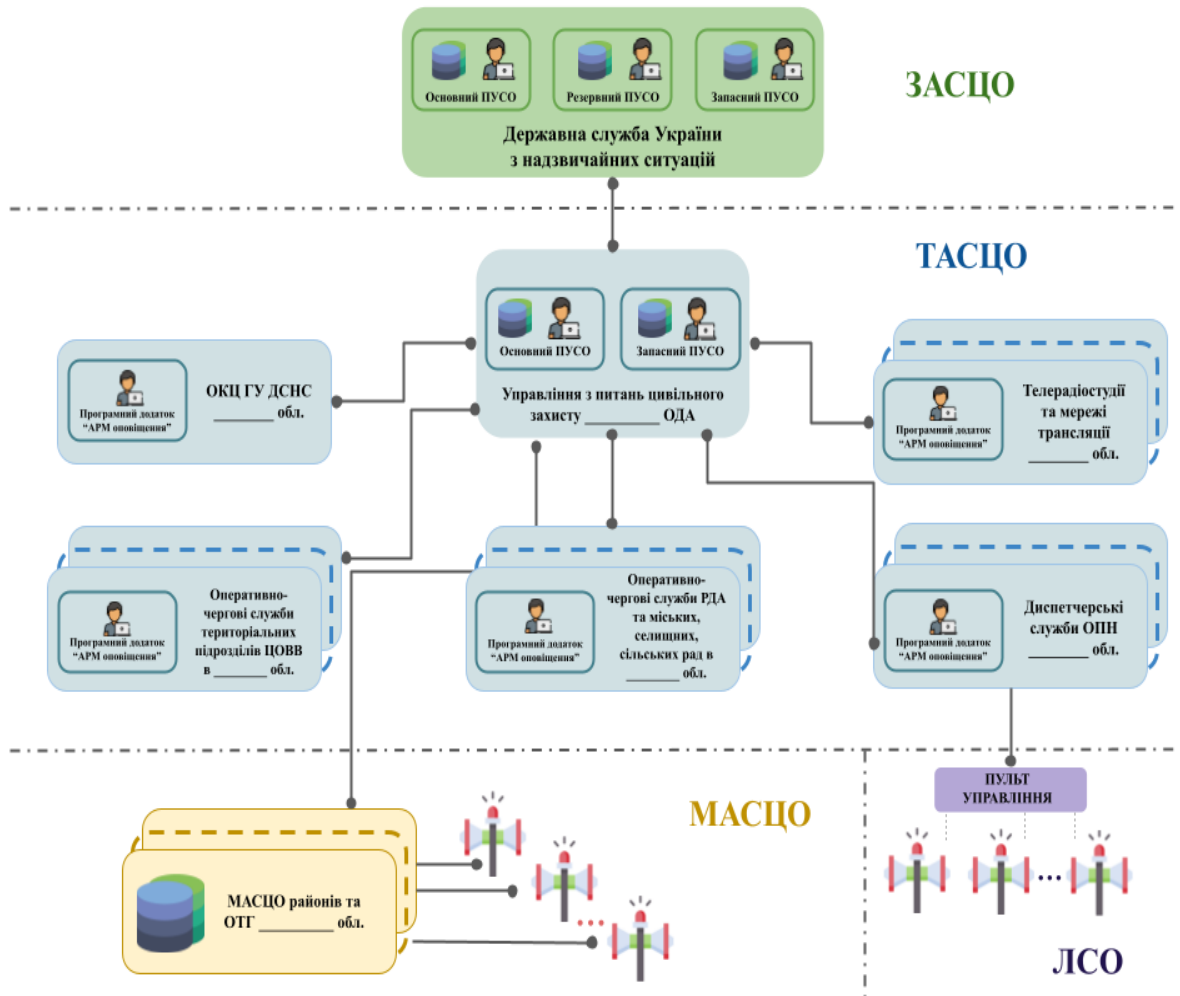 Основний ПУСО
Резервний ПУСО
Запасний ПУСО
Державна служба України
з надзвичайних ситуацій
ЗАСЦО
ТАСЦО
Основний ПУСО
Запасний ПУСО
Управління з питань цивільного
захисту __________ ОДА
Програмний додаток
“АРМ оповіщення”
ОКЦ ГУ ДСНС
________ обл.
Програмний додаток
“АРМ оповіщення”
Телерадіостудії
та мережі
трансляції
________ обл.
Програмний додаток
“АРМ оповіщення”
Оперативно-
чергові служби
територіальних
підрозділів ЦОВВ
в _______ обл.
Програмний додаток
“АРМ оповіщення”
Оперативно-
чергові служби РДА
та міських,
селищних,
сільських рад в
________ обл.
Програмний додаток
“АРМ оповіщення”
Диспетчерські
служби ОПН
________ обл.
МАСЦО
МАСЦО районів та
ОТГ __________ обл.
ПУЛЬТ
УПРАВЛІННЯ
ЛСО